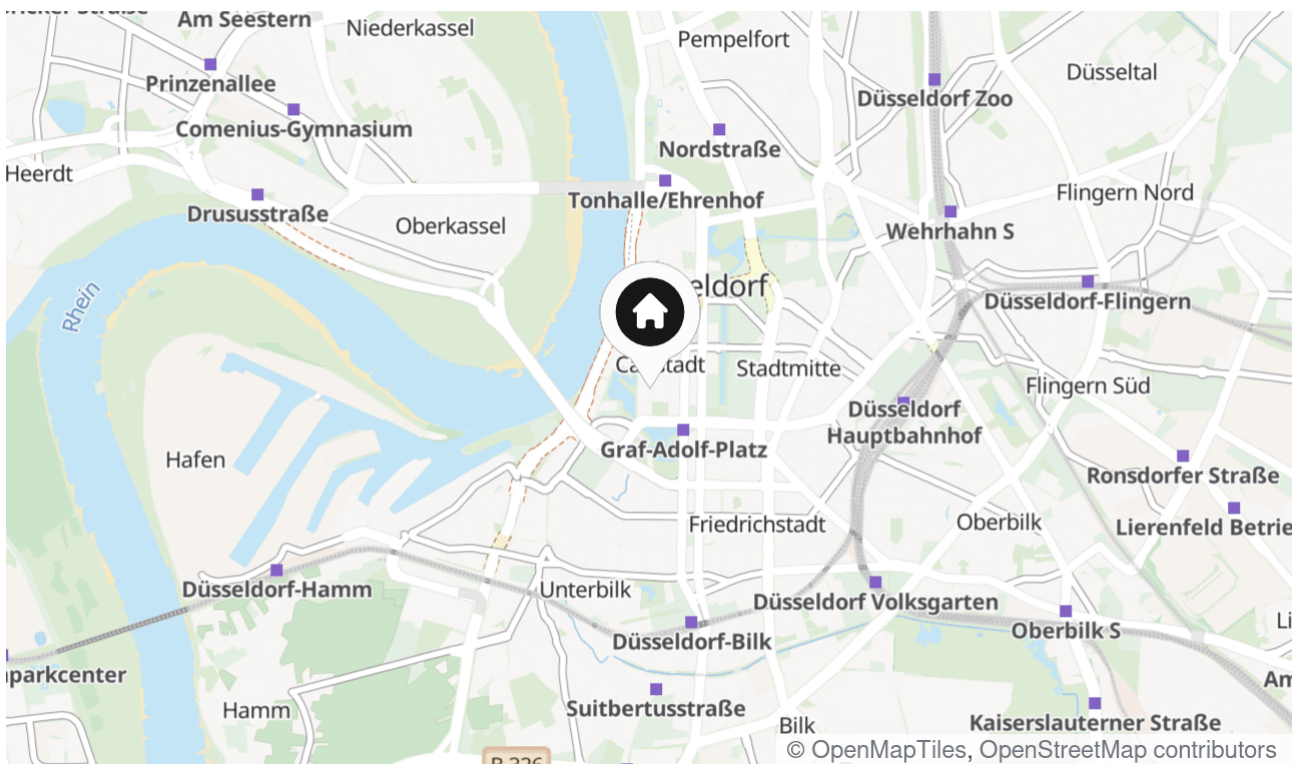 Am Seestern
Niederkassel
Pempelfort
Düsseltal
Prinzenallee
Düsseldorf Zoo
Comenius-Gymnasium
Nordstraße
Heerdt
Tonhalle/Ehrenhof
Flingern Nord
Drususstraße
Oberkassel
Wehrhahn S
Rhein
eldorf
Düsseldorf-Flingern
Stadtmitte
Flingern Süd
Düsseldorf
Hauptbahnhof
Graf-Adolf-Platz
Hafen
Ronsdorfer Straße
Friedrichstadt
Oberbilk
Lierenfeld Betrie
Düsseldorf-Hamm
Unterbilk
Düsseldorf Volksgarten
Oberbilk S
Düsseldorf-Bilk
Li
parkcenter
Am
Hamm
Suitbertusstraße
Bilk
Kaiserslauterner Straße
© OpenMapTiles, OpenStreetMap contributors